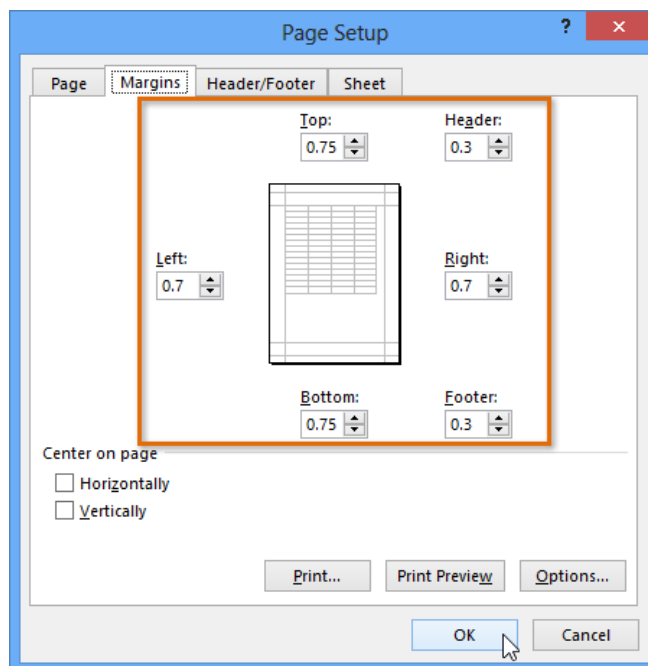 Page Setup
?
Page Margins Header/Footer Sheet
Top: Header:
0.75 0.3
Left: Right:
0.7 0.7
Bottom: Footer:
0.75 0.3
Center on page
Horizontally
Vertically
Print... Print Preview Options...
OK Cancel